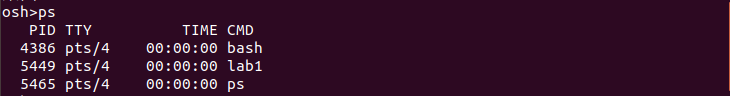 osh>ps
PID TTY          TIME CMD
4386 pts/4    00:00:00 bash
5449 pts/4    00:00:00 lab1
5465 pts/4    00:00:00 ps